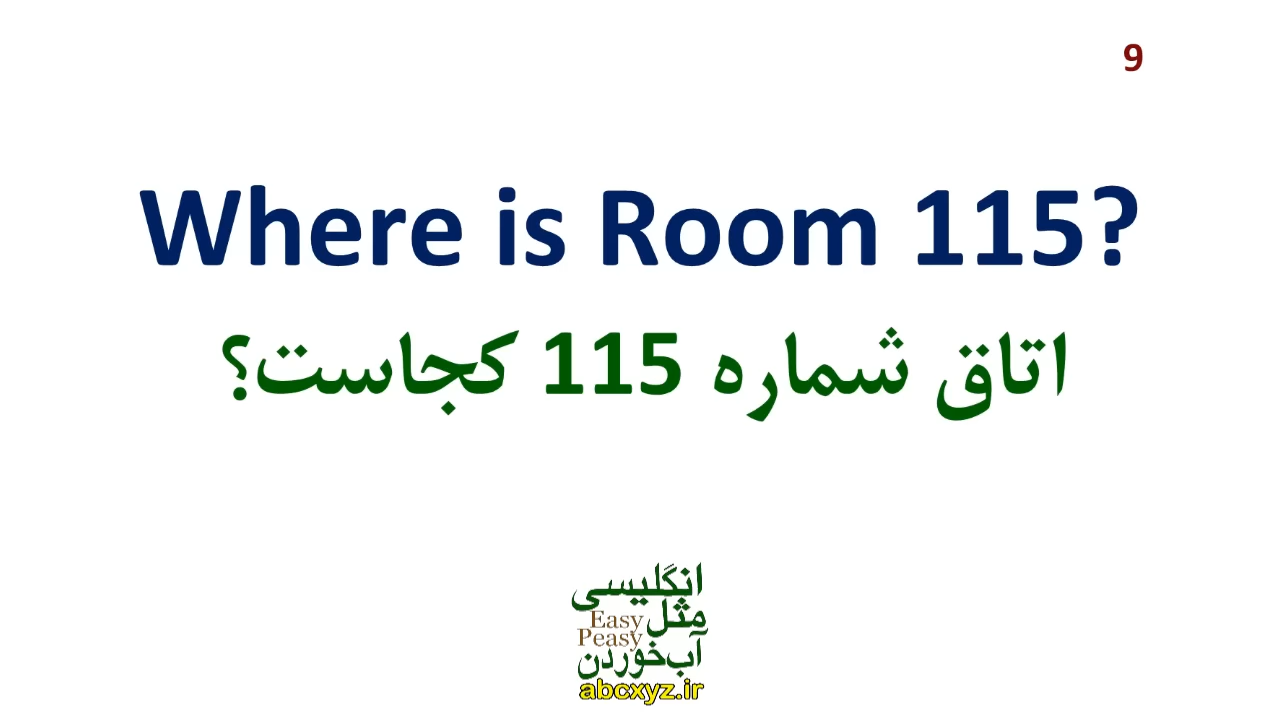 9
Where is Room 115?
اتاق شماره 115 کجاست؟
انگلیسی
مثل Easy
Peasy
آب‌خوردن
abcxyz.ir